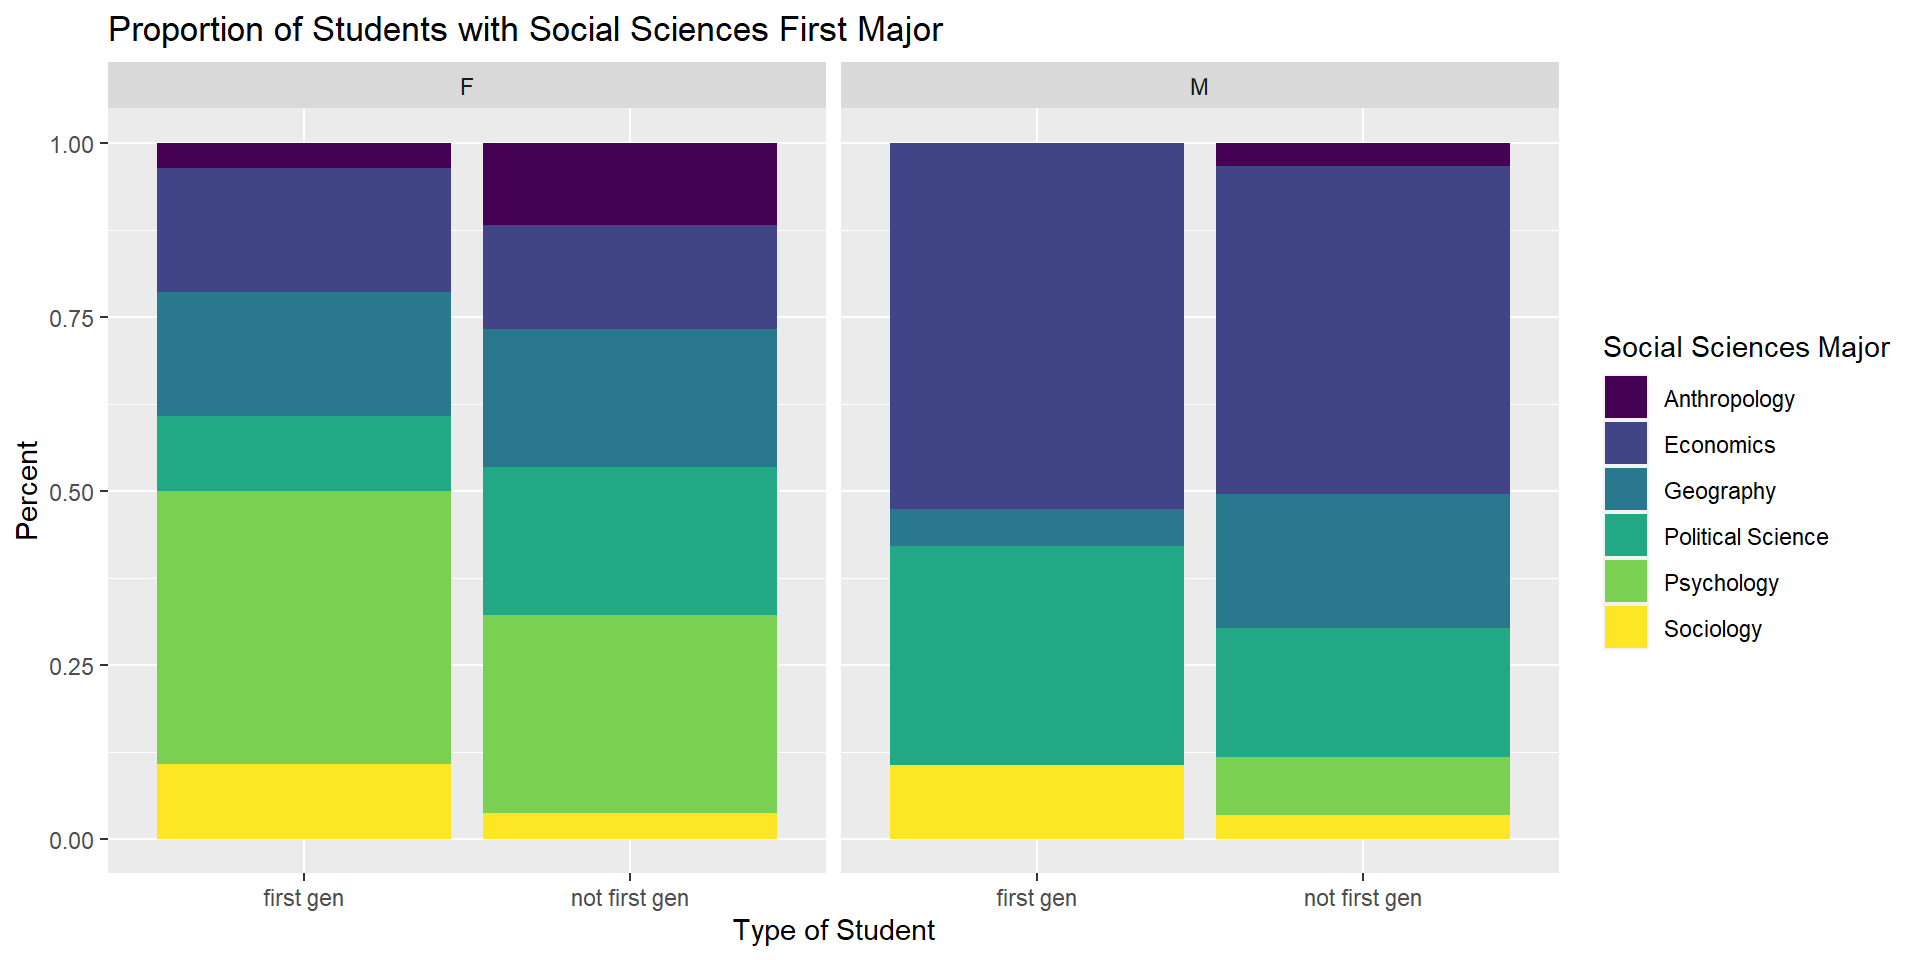 Proportion of Students with Social Sciences First Major
F
M
1.00
0.75
0.50
0.25
0.00
Percent
first gen
not first gen
first gen
not first gen
Type of Student
Social Sciences Major
Anthropology
Economics
Geography
Political Science
Psychology
Sociology